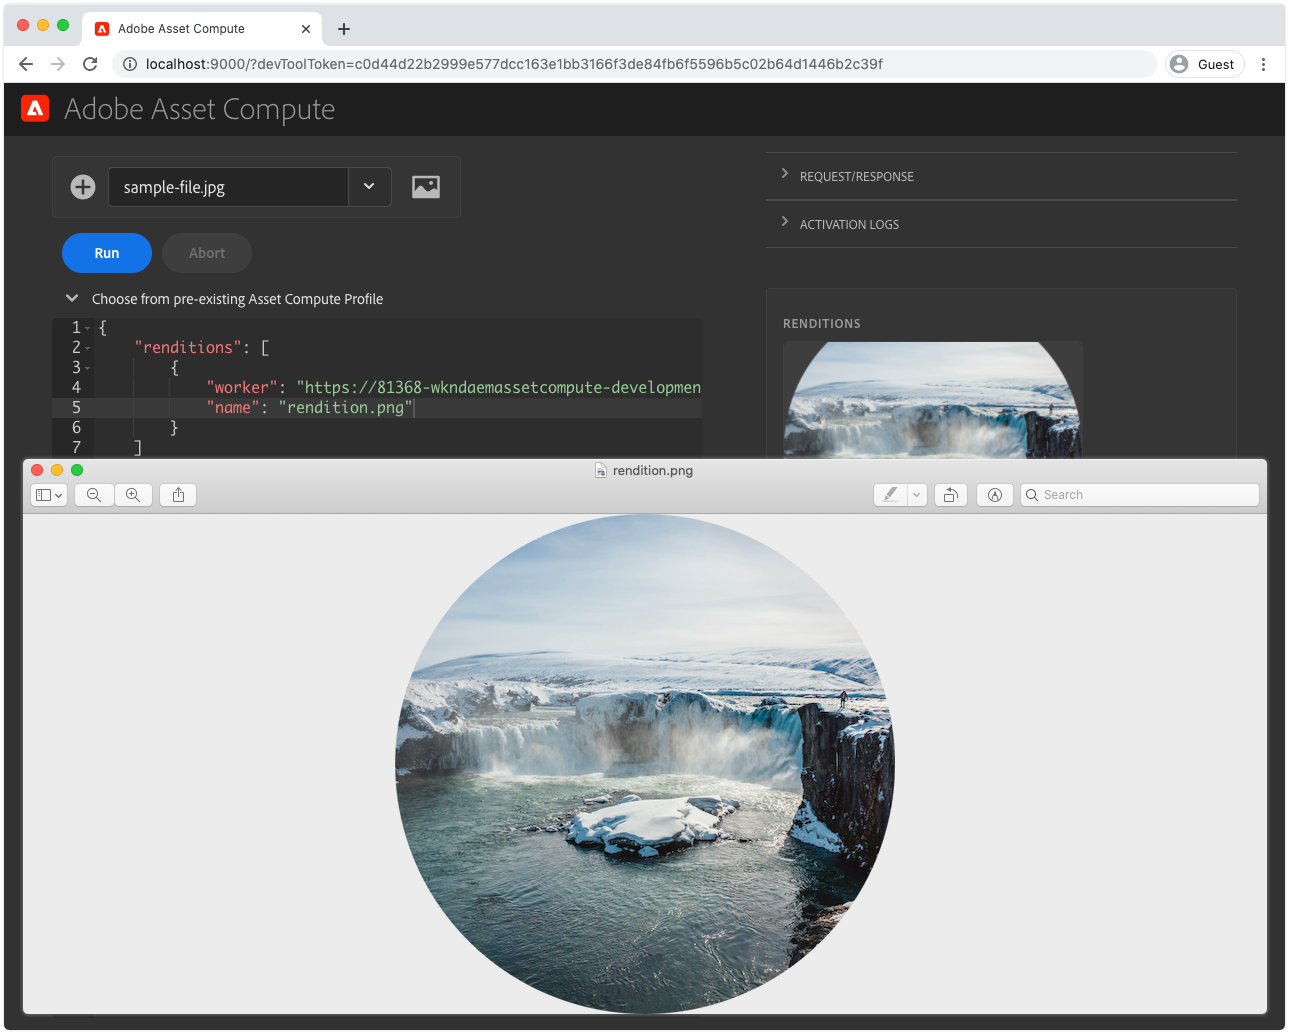 Adobe Asset Compute
localhost:9000/?devToolToken=c0d44d22b2999e577dcc163e1bb3166f3de84fb6f5596b5c02b64d1446b2c39f
Guest
Adobe Asset Compute
sample-file.jpg
Run
Abort
Choose from pre-existing Asset Compute Profile
1 {
2 "renditions": [
3 {
4 "worker": "https://81368-wkndaemassetcompute-developmen
5 "name": "rendition.png"
6 }
7 ]
REQUEST/RESPONSE
ACTIVATION LOGS
RENDITIONS
rendition.png
Search